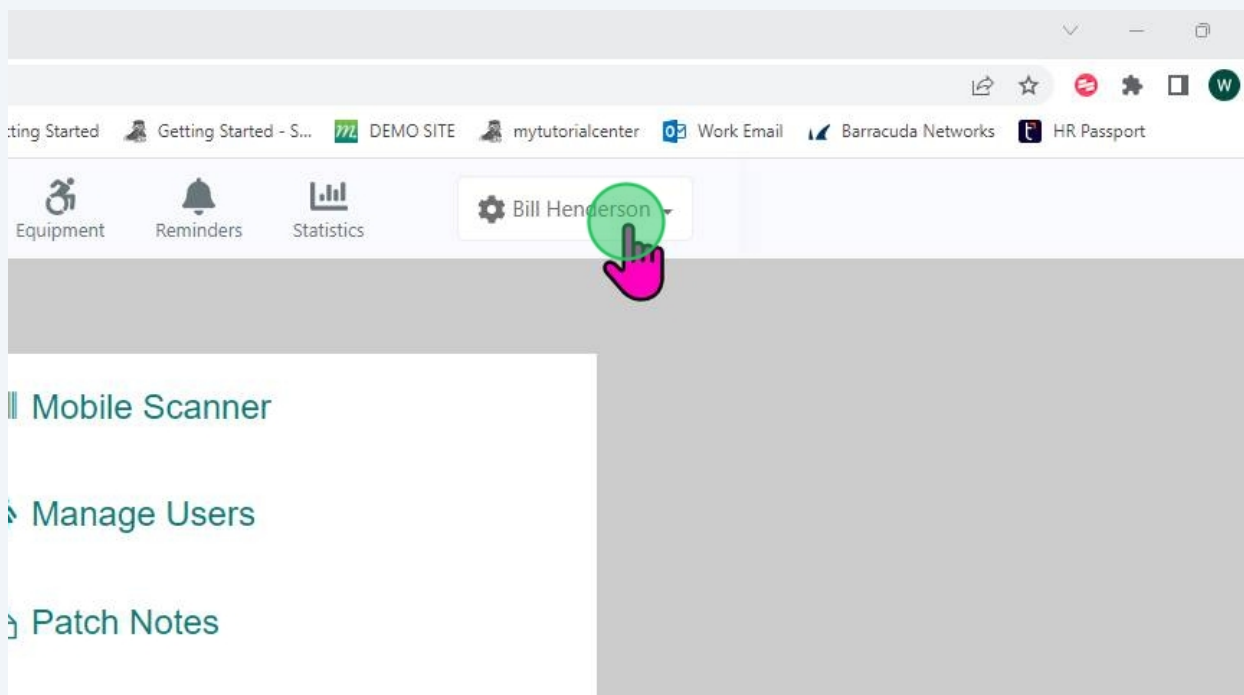 W
tting Started Getting Started - S... DEMO SITE mytutorialcenter Work Email Barracuda Networks HR Passport
Equipment Reminders Statistics Bill Henderson
Mobile Scanner
Manage Users
Patch Notes